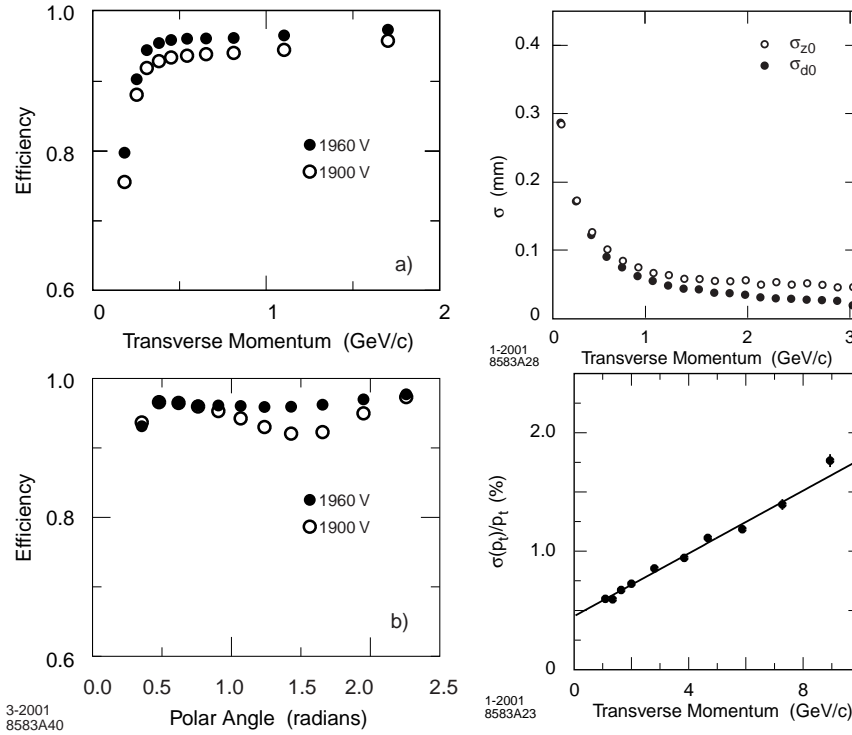 1.0
0.8
0.6
Efficiency
1960 V
1900 V
a)
0
1
2
Transverse Momentum (GeV/c)
0.4
0.3
0.2
0.1
0
σ (mm)
σz0
σd0
0
1
2
3
1-2001
8583A28
Transverse Momentum (GeV/c)
1.0
0.8
0.6
Efficiency
1960 V
1900 V
b)
0.0
0.5
1.0
1.5
2.0
2.5
3-2001
8583A40
Polar Angle (radians)
2.0
1.0
0
σ(pt)/pt (%)
0
4
8
1-2001
8583A23
Transverse Momentum (GeV/c)